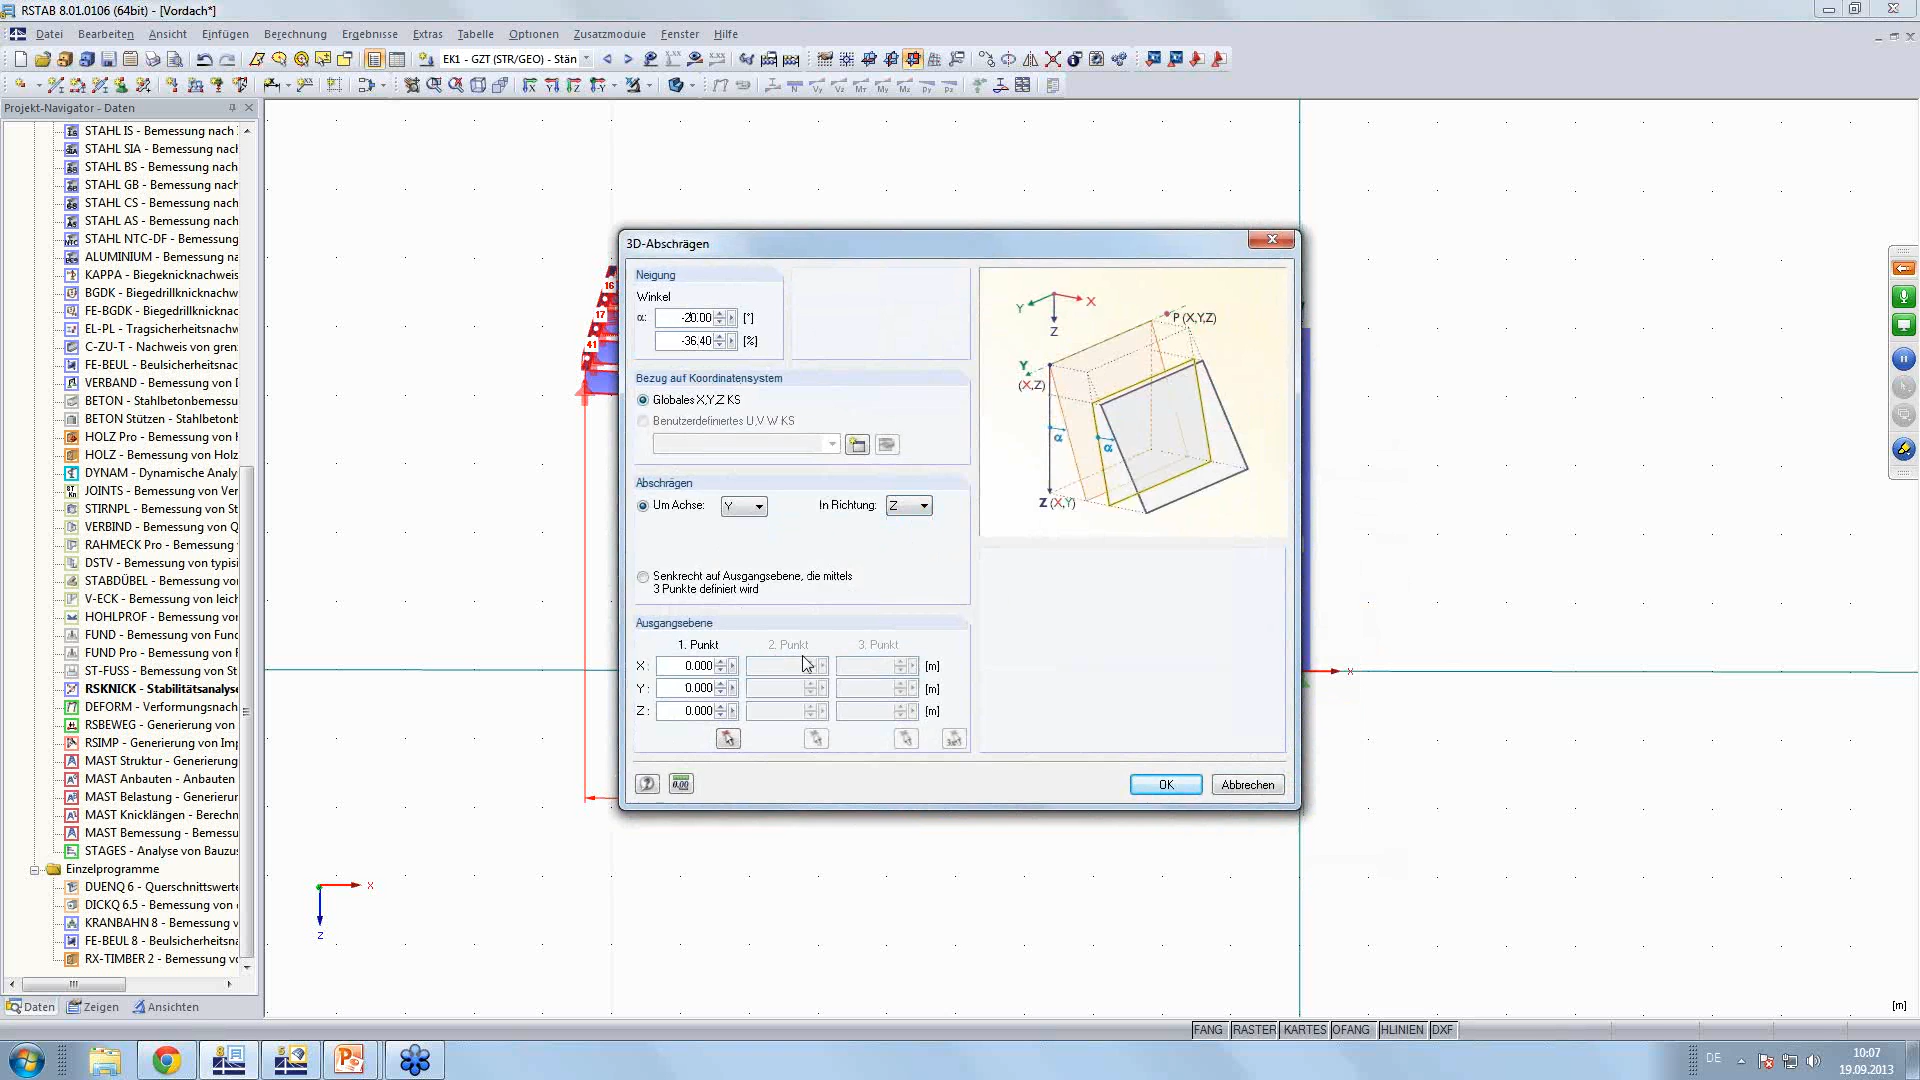 RSTAB 8.01.0106 (64bit) - [Vordach*]
Datei Bearbeiten Ansicht Einfügen Berechnung Ergebnisse Extras Tabelle Optionen Zusatzmodule Fenster Hilfe
EK1 - GZT (STR/GEO) - Stän
Projekt-Navigator - Daten
STAHL IS - Bemessung nach
STAHL SIA - Bemessung nach
STAHL BS - Bemessung nach
STAHL GB - Bemessung nach
STAHL CS - Bemessung nach
STAHL AS - Bemessung nach
STAHL NTC-DF - Bemessung
ALUMINIUM - Bemessung na
KAPPA - Biegeknicknachweis
BGDK - Biegedrillknicknachw
FE-BGDK - Biegedrillknicknac
EL-PL - Tragsicherheitsnachw
C-ZU-T - Nachweis von gren
FE-BEUL - Beulsicherheitsnac
VERBAND - Bemessung von D
BETON - Stahlbetonbemessu
BETON Stützen - Stahlbetonb
HOLZ Pro - Bemessung von H
HOLZ - Bemessung von Holz
DYNAM - Dynamische Analy
JOINTS - Bemessung von Ver
STIRNPL - Bemessung von St
VERBIND - Bemessung von Q
RAHMECK Pro - Bemessung
DSTV - Bemessung von typisi
STABDÜBEL - Bemessung vor
V-ECK - Bemessung von leich
HOHLPROF - Bemessung von
FUND - Bemessung von Func
FUND Pro - Bemessung von F
ST-FUSS - Bemessung von St
RSKNICK - Stabilitätsanalyse
DEFORM - Verformungsnach
RSBEWEG - Generierung von
RSIMP - Generierung von Imp
MAST Struktur - Generierung
MAST Anbauten - Anbauten
MAST Belastung - Generierur
MAST Knicklängen - Berechn
MAST Bemessung - Bemessu
STAGES - Analyse von Bauzus
Einzelprogramme
DUENQ 6 - Querschnittswerte
DICKQ 6.5 - Bemessung von
KRANBAHN 8 - Bemessung v
FE-BEUL 8 - Beulsicherheitsna
RX-TIMBER 2 - Bemessung vo
Daten Zeigen Ansichten
16
17
41
3D-Abschrägen
Neigung
Winkel
α: -20.00 [°]
-36.40 [%]
Bezug auf Koordinatensystem
Globales X,Y,Z KS
Benutzerdefiniertes U,V,W KS
Abschrägen
Um Achse: Y In Richtung: Z
Senkrecht auf Ausgangsebene, die mittels
3 Punkte definiert wird
Ausgangsebene
1. Punkt 2. Punkt 3. Punkt
X: 0.000 [m]
Y: 0.000 [m]
Z: 0.000 [m]
Y X
Z
P (X,Y,Z)
Y
(X,Z)
α α
Z (X,Y)
OK Abbrechen
X
X
Z
[m]
FANG RASTER KARTES OFANG HLINIEN DXF
DE
10:07
19.09.2013